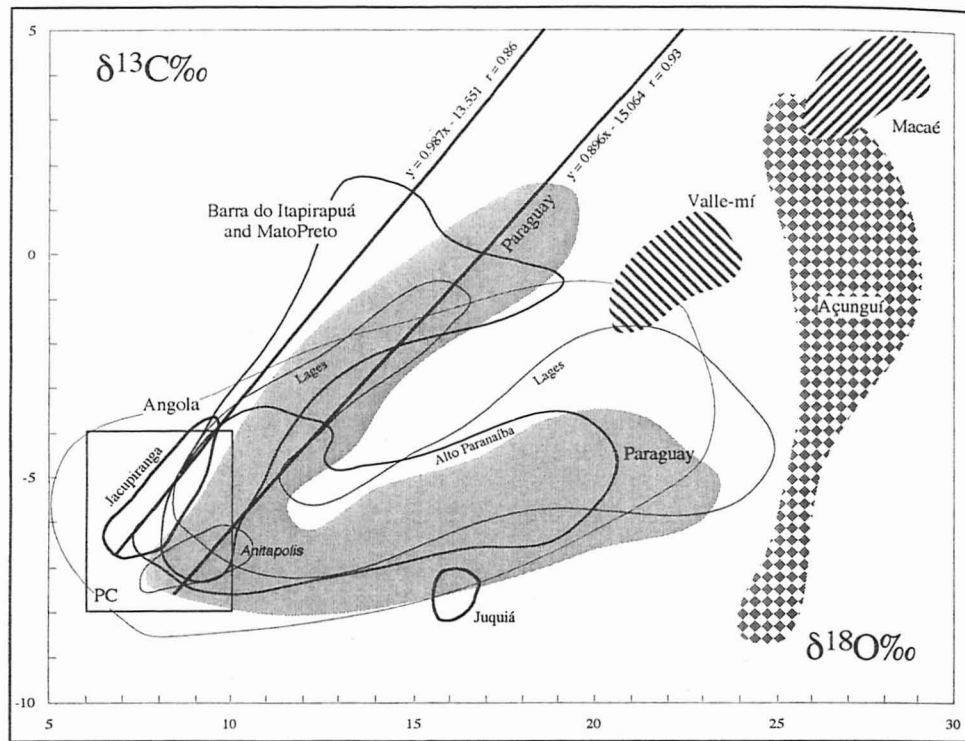 5
δ13C‰
y = 0.987x - 13.551 r = 0.86
y = 0.896x - 15.064 r = 0.93
Macaé
Barra do Itapirapuá
and MatoPreto
Paraguay
Valle-mí
0
Açunguí
Lages
Lages
Angola
Alto Paranaíba
Paraguay
Jacupiranga
-5
Anitapolis
PC
Juquiá
δ18O‰
-10
5 10 15 20 25 30